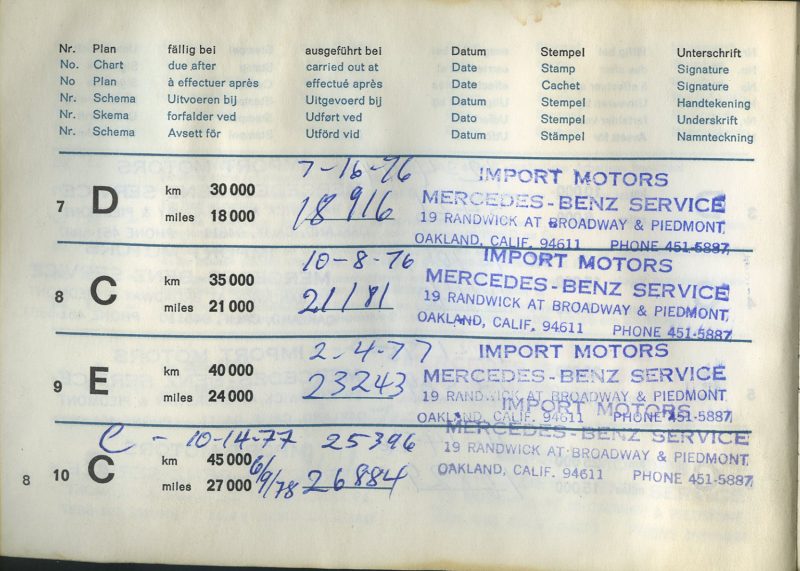 Nr. Plan fällig bei ausgeführt bei Datum Stempel Unterschrift
No. Chart due after carried out at Date Stamp Signature
No Plan à effectuer après effectué après Date Cachet Signature
Nr. Schema Uitvoeren bij Uitgevoerd bij Datum Stempel Handtekening
Nr. Skema forfalder ved Udført ved Dato Stempel Underskrift
Nr. Schema Avsett för Utförd vid Datum Stämpel Namnteckning
7-16-76 IMPORT MOTORS
7 D km 30 000 18916 MERCEDES-BENZ SERVICE
miles 18 000 19 RANDWICK AT BROADWAY & PIEDMONT,
OAKLAND, CALIF. 94611 PHONE 451-5887,
10-8-76 IMPORT MOTORS
8 C km 35 000 21181 MERCEDES-BENZ SERVICE
miles 21 000 19 RANDWICK AT BROADWAY & PIEDMONT,
OAKLAND, CALIF. 94611 PHONE 451-5887,
2-4-77 IMPORT MOTORS
9 E km 40 000 23243 MERCEDES-BENZ SERVICE
miles 24 000 19 RANDWICK AT BROADWAY & PIEDMONT,
OAKLAND, CALIF. 94611 PHONE 451-5887,
IMPORT MOTORS
C - 10-14-77 25396 MERCEDES-BENZ SERVICE
10 C km 45 000 6/9/78 26884 19 RANDWICK AT BROADWAY & PIEDMONT,
miles 27 000 OAKLAND, CALIF. 94611 PHONE 451-5887,
8